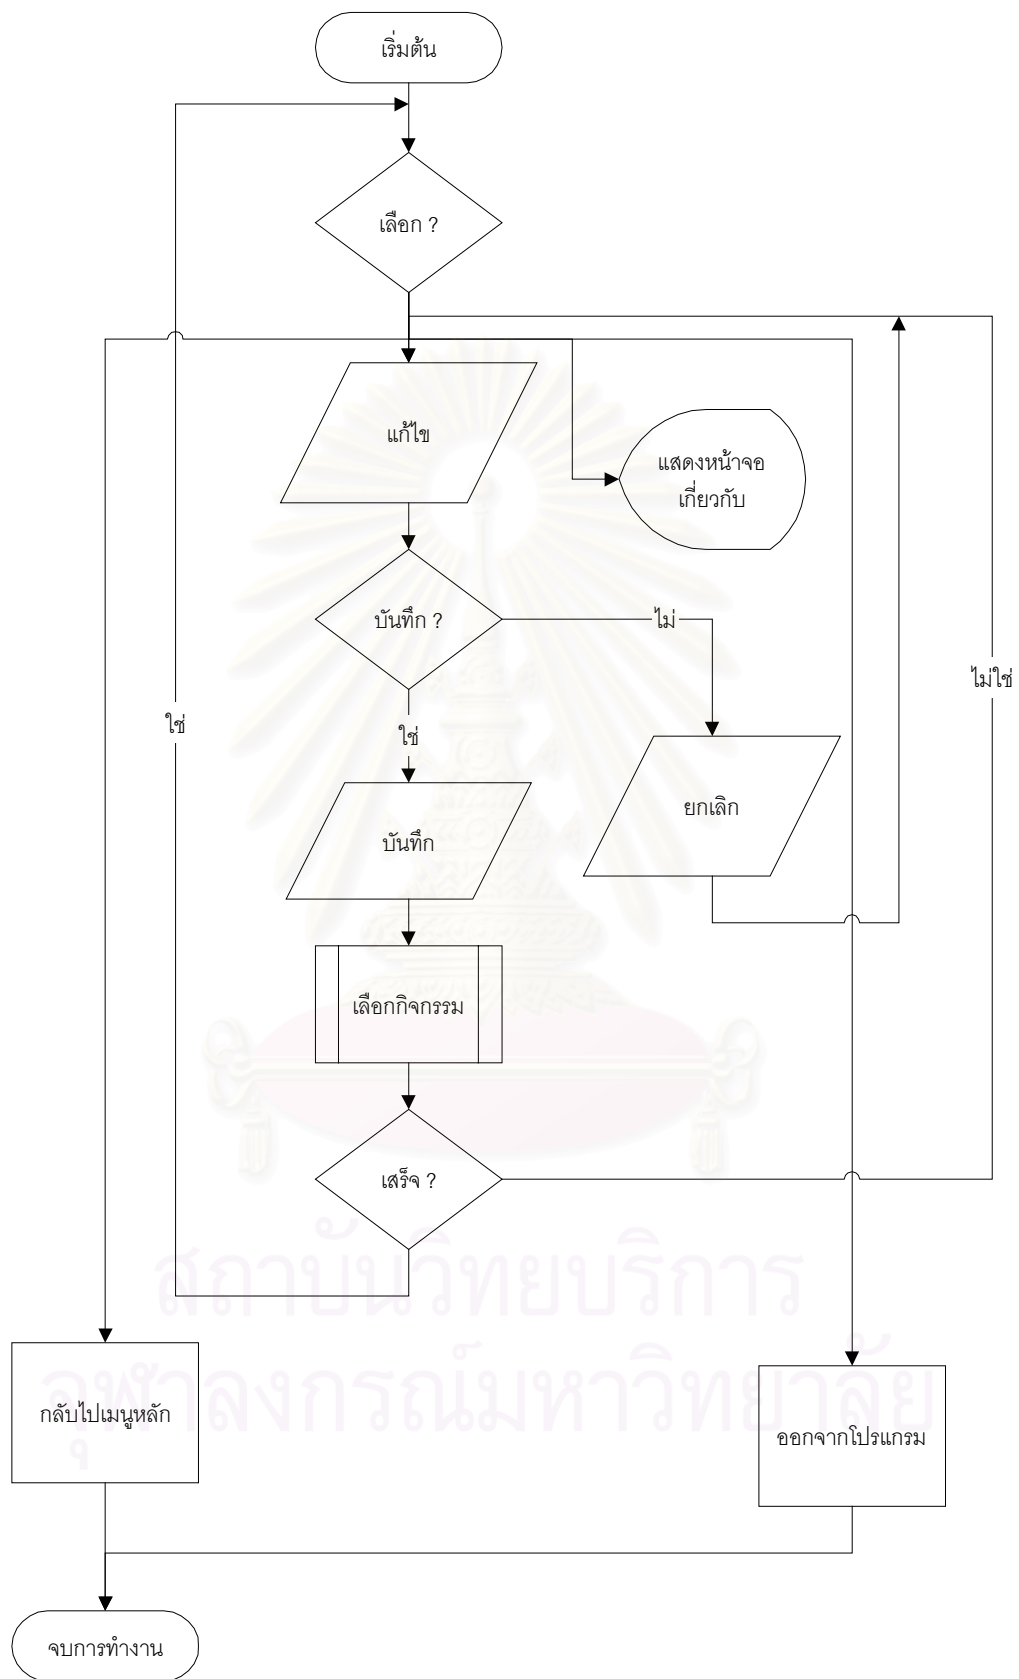 เริ่มต้น
เลือก ?
แก้ไข
แสดงหน้าจอ
เกี่ยวกับ
บันทึก ?
ไม่
ไม่ใช่
ใช่
ใช่
บันทึก
ยกเลิก
เลือกกิจกรรม
เสร็จ ?
สถาบันวิทยบริการ
จุฬาลงกรณ์มหาวิทยาลัย
กลับไปเมนูหลัก
ออกจากโปรแกรม
จบการทำงาน